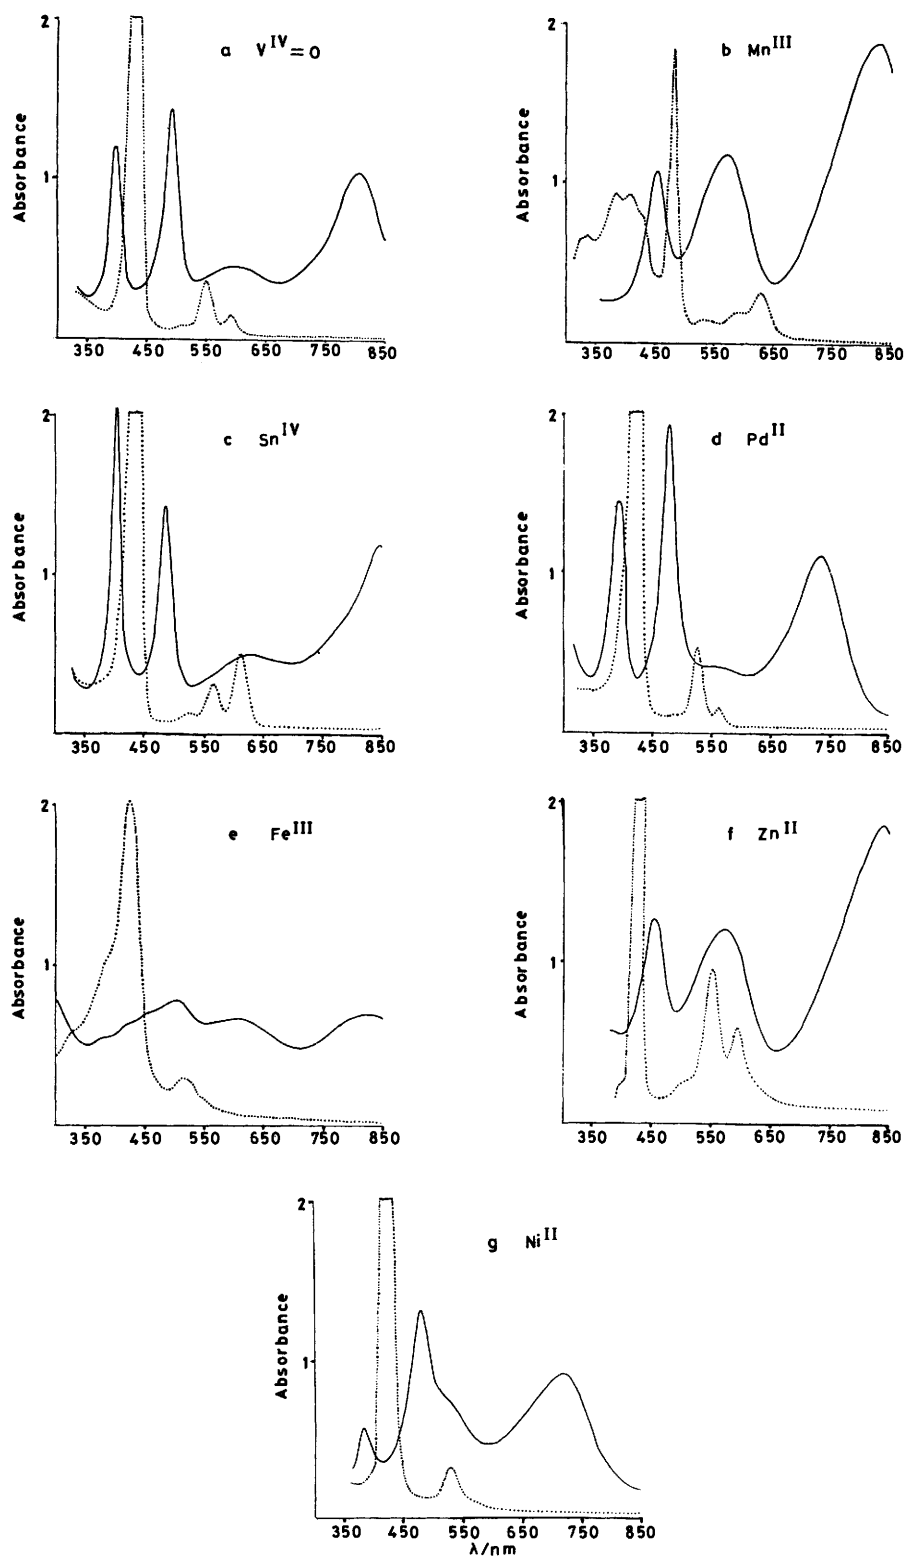 2
a V^IV=O
Absorbance
1
350 450 550 650 750 850
2
b Mn^III
Absorbance
1
350 450 550 650 750 850
2
c Sn^IV
Absorbance
1
350 450 550 650 750 850
2
d Pd^II
Absorbance
1
350 450 550 650 750 850
2
e Fe^III
Absorbance
1
350 450 550 650 750 850
2
f Zn^II
Absorbance
1
350 450 550 650 750 850
2
g Ni^II
Absorbance
1
350 450 550 650 750 850
λ/nm